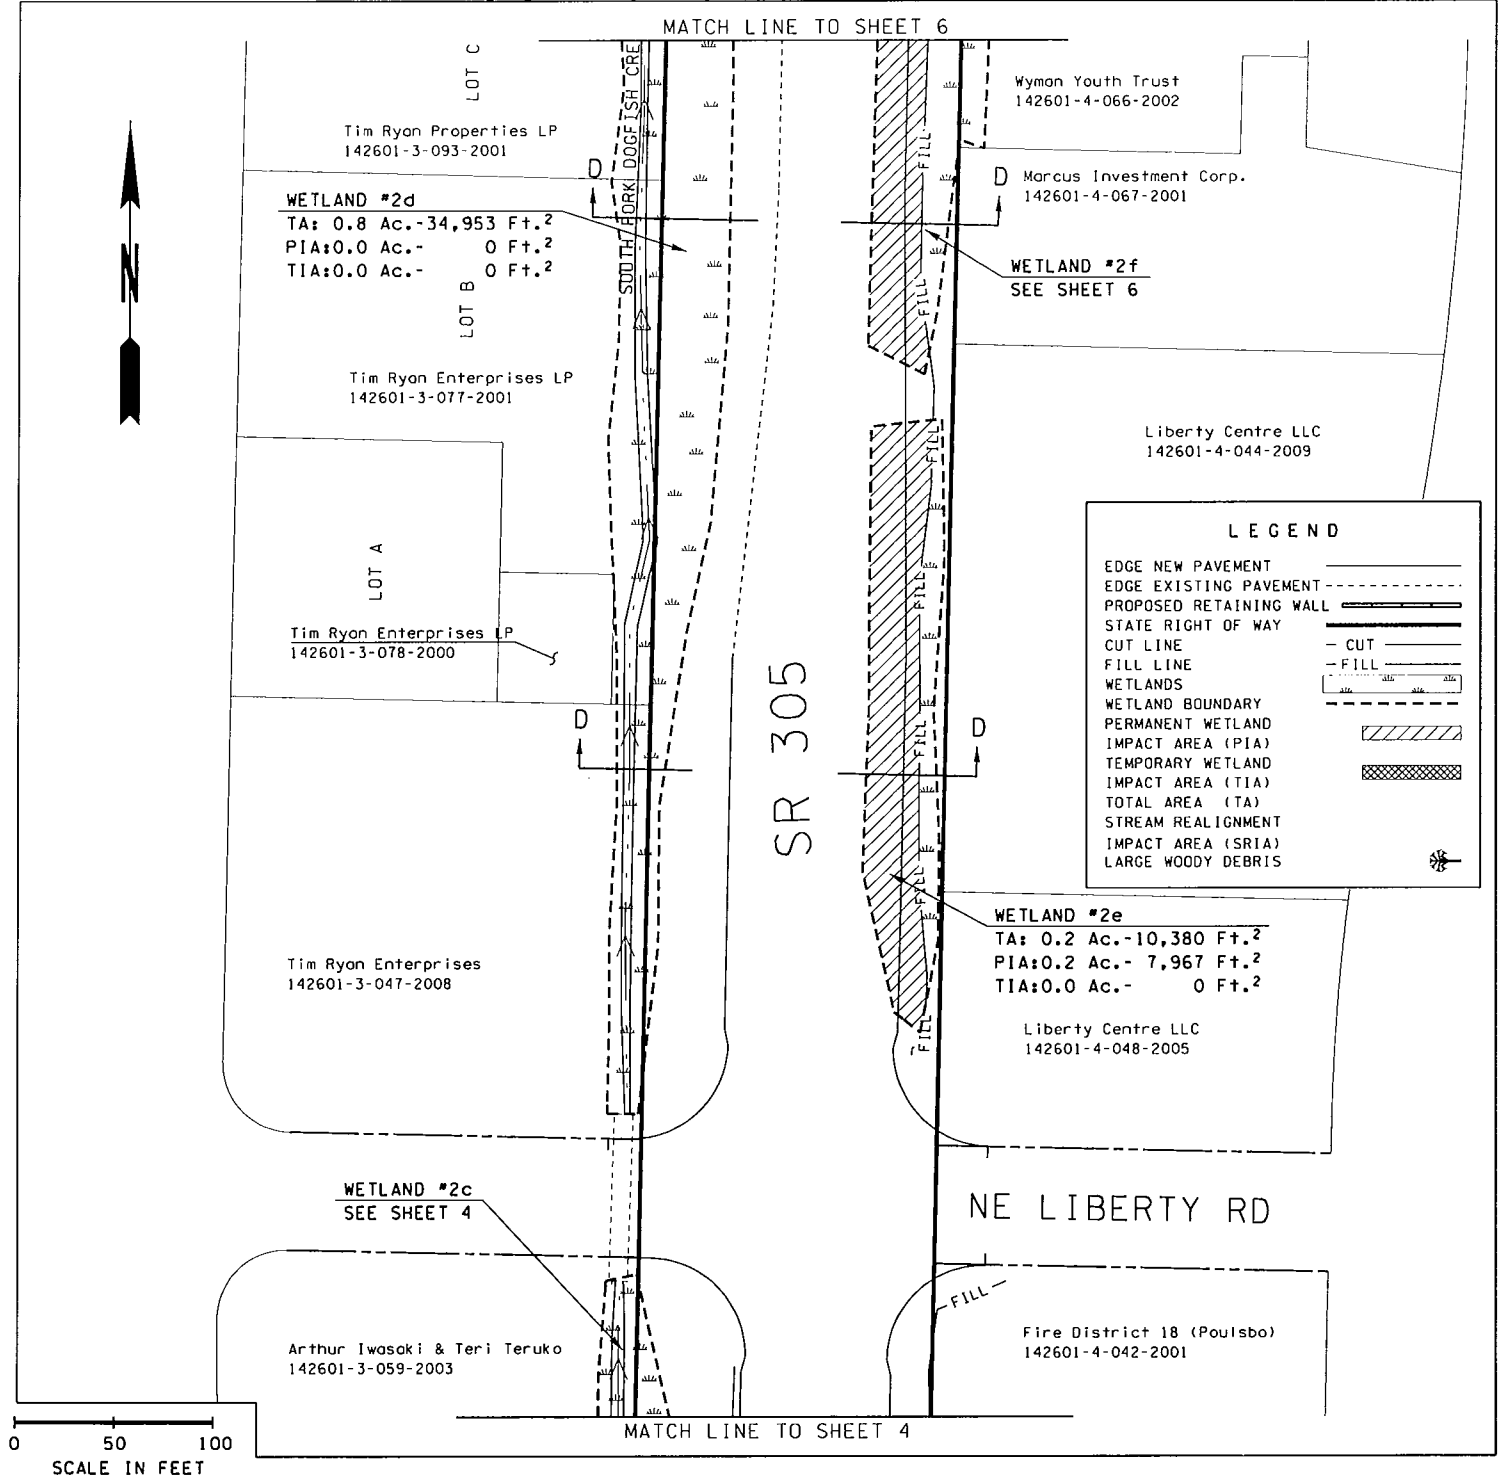 MATCH LINE TO SHEET 6
LOT C
Tim Ryan Properties LP
142601-3-093-2001
SOUTH FORK DOGFISH CRE
Wyman Youth Trust
142601-4-066-2002
FILL
D
D
Marcus Investment Corp.
142601-4-067-2001
N
WETLAND #2d
TA: 0.8 Ac.-34,953 Ft.²
PIA:0.0 Ac.- 0 Ft.²
TIA:0.0 Ac.- 0 Ft.²
LOT B
WETLAND #2f
SEE SHEET 6
FILL
Tim Ryan Enterprises LP
142601-3-077-2001
Liberty Centre LLC
142601-4-044-2009
FILL
LOT A
FILL
Tim Ryan Enterprises LP
142601-3-078-2000
LEGEND
EDGE NEW PAVEMENT
EDGE EXISTING PAVEMENT
PROPOSED RETAINING WALL
STATE RIGHT OF WAY
CUT LINE - CUT
FILL LINE - FILL
WETLANDS
WETLAND BOUNDARY
PERMANENT WETLAND
IMPACT AREA (PIA)
TEMPORARY WETLAND
IMPACT AREA (TIA)
TOTAL AREA (TA)
STREAM REALIGNMENT
IMPACT AREA (SRIA)
LARGE WOODY DEBRIS
D
D
FILL
SR 305
FILL
WETLAND #2e
TA: 0.2 Ac.-10,380 Ft.²
PIA:0.2 Ac.- 7,967 Ft.²
TIA:0.0 Ac.- 0 Ft.²
Tim Ryan Enterprises
142601-3-047-2008
FILL
Liberty Centre LLC
142601-4-048-2005
WETLAND #2c
SEE SHEET 4
NE LIBERTY RD
FILL
Arthur Iwasaki & Teri Teruko
142601-3-059-2003
Fire District 18 (Poulsbo)
142601-4-042-2001
MATCH LINE TO SHEET 4
0 50 100
SCALE IN FEET